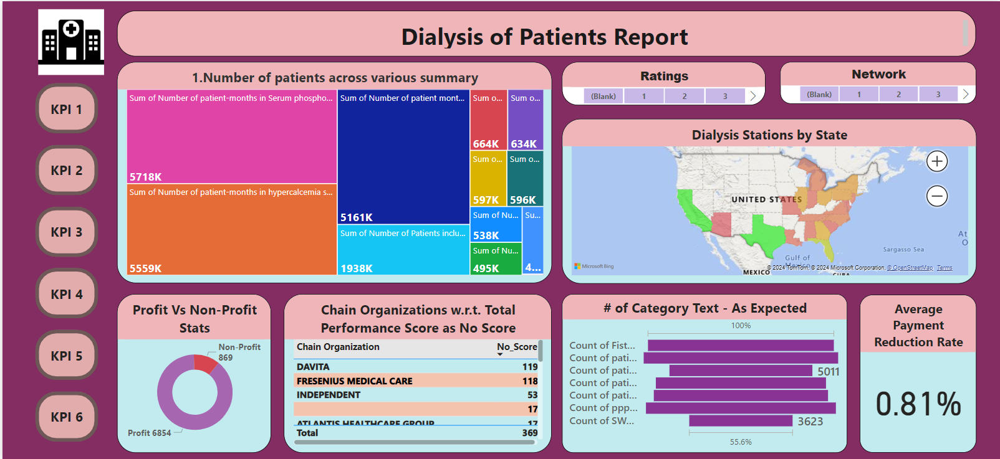 Dialysis of Patients Report
KPI 1
KPI 2
KPI 3
KPI 4
KPI 5
KPI 6
1.Number of patients across various summary
Sum of Number of patient-months in Serum phospho...
5718K
Sum of Number of patient-months in hypercalcemia s...
5559K
Sum of Number of patient mont...
5161K
Sum of Number of Patients inclu...
1938K
Sum o...
664K
Sum o...
634K
Sum o...
597K
Sum o...
596K
Sum of Nu...
538K
Sum of Nu...
495K
Su...
4...
Ratings
(Blank) 1 2 3
Network
(Blank) 1 2 3
Dialysis Stations by State
UNITED STATES
MEXICO
Gulf of
Mexico
CUBA
Sargasso Sea
At
O
Microsoft Bing
© 2024 TomTom, © 2024 Microsoft Corporation, © OpenStreetMap Terms
Profit Vs Non-Profit
Stats
Non-Profit
869
Profit 6854
Chain Organizations w.r.t. Total
Performance Score as No Score
Chain Organization No_Score
DAVITA 119
FRESENIUS MEDICAL CARE 118
INDEPENDENT 53
17
ATLANTIS HEALTHCARE GROUP 17
Total 369
# of Category Text - As Expected
100%
Count of Fist...
Count of pati...
Count of pati... 5011
Count of pati...
Count of pati...
Count of ppp...
Count of SW... 3623
55.6%
Average
Payment
Reduction Rate
0.81%